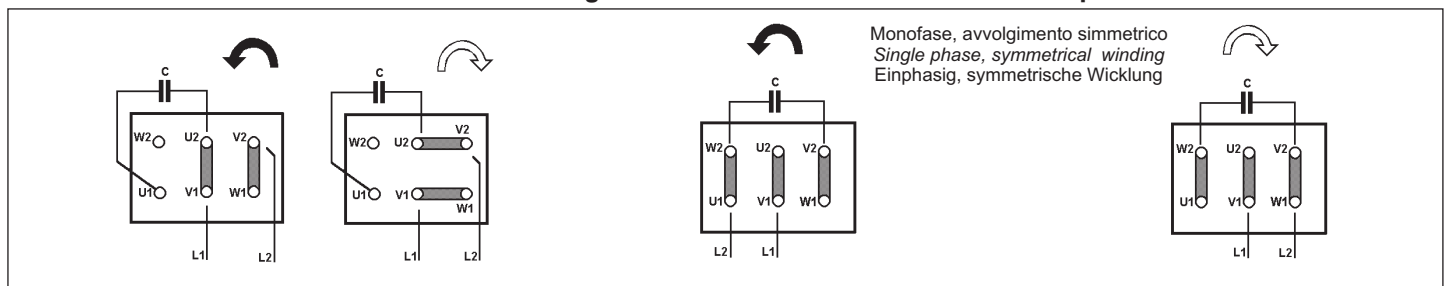 Monofase, avvolgimento simmetrico
Single phase, symmetrical winding
Einphasig, symmetrische Wicklung
C
W2 U2 V2
U1 V1 W1
L1 L2
C
W2 U2 V2
U1 V1 W1
L1 L2
C
W2 U2 V2
U1 V1 W1
L2 L1
C
W2 U2 V2
U1 V1 W1
L1 L2